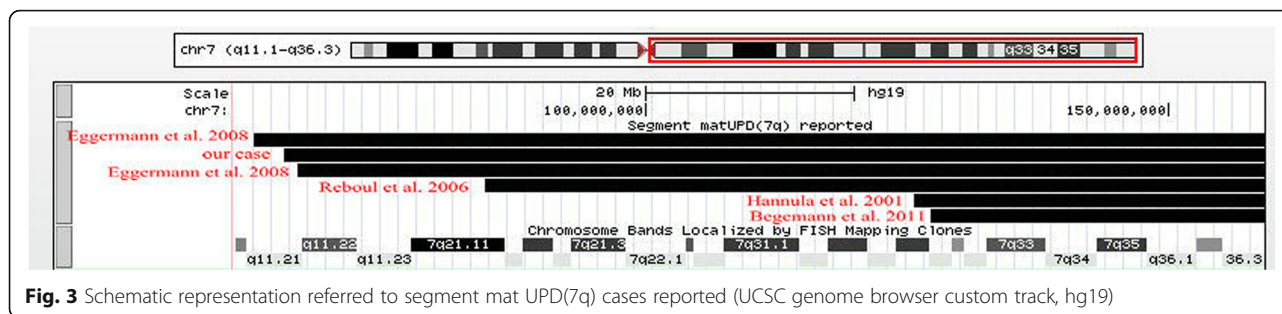 chr7 (q11.1-q36.3) q33 34 35
Scale 20 Mb hg19
chr7: 100,000,000 150,000,000
Segment matUPD(7q) reported
Eggermann et al. 2008
our case
Eggermann et al. 2008
Reboul et al. 2006
Hannula et al. 2001
Begemann et al. 2011
Chromosome Bands Localized by FISH Mapping Clones
q11.22 7q21.11 7q21.3 7q31.1 7q33 7q35
q11.21 q11.23 7q22.1 7q34 q36.1 36.3
Fig. 3 Schematic representation referred to segment mat UPD(7q) cases reported (UCSC genome browser custom track, hg19)